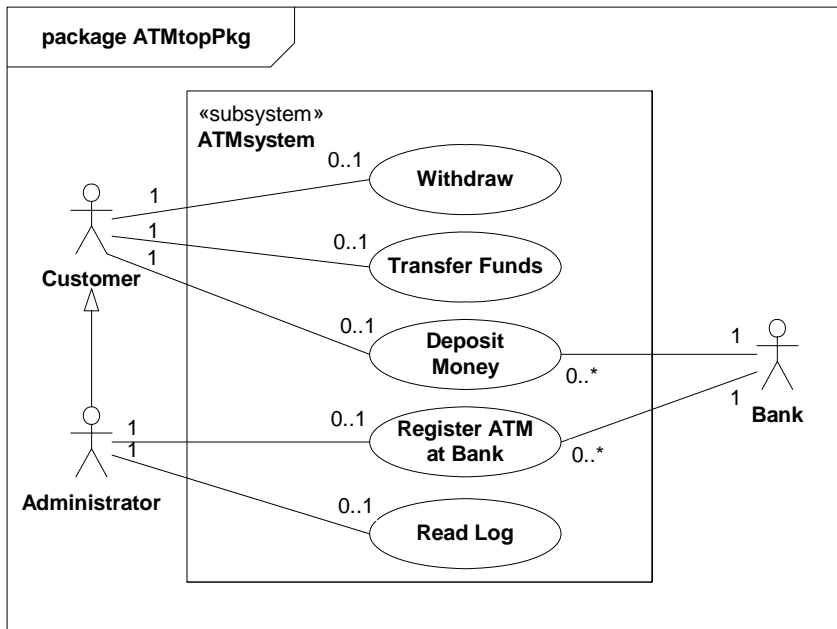 package ATMtopPkg
«subsystem»
ATMsystem
0..1
Withdraw
1
1
0..1
Transfer Funds
Customer
1
0..1
Deposit
Money
1
0..*
Bank
1
1
1
0..1
Register ATM
at Bank
0..*
Administrator
0..1
Read Log